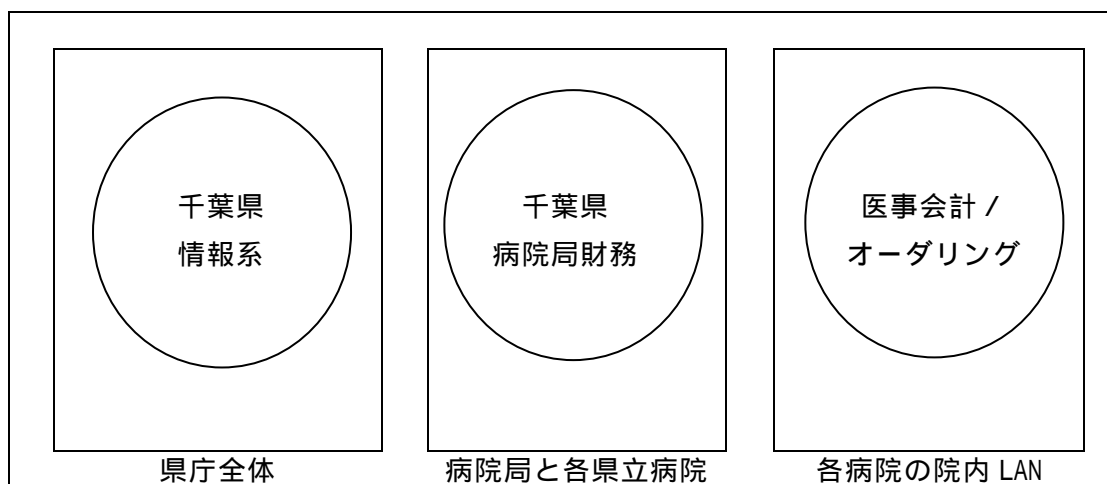 千葉県
情報系
千葉県
病院局財務
医事会計/
オーダリング
県庁全体
病院局と各県立病院
各病院の院内 LAN